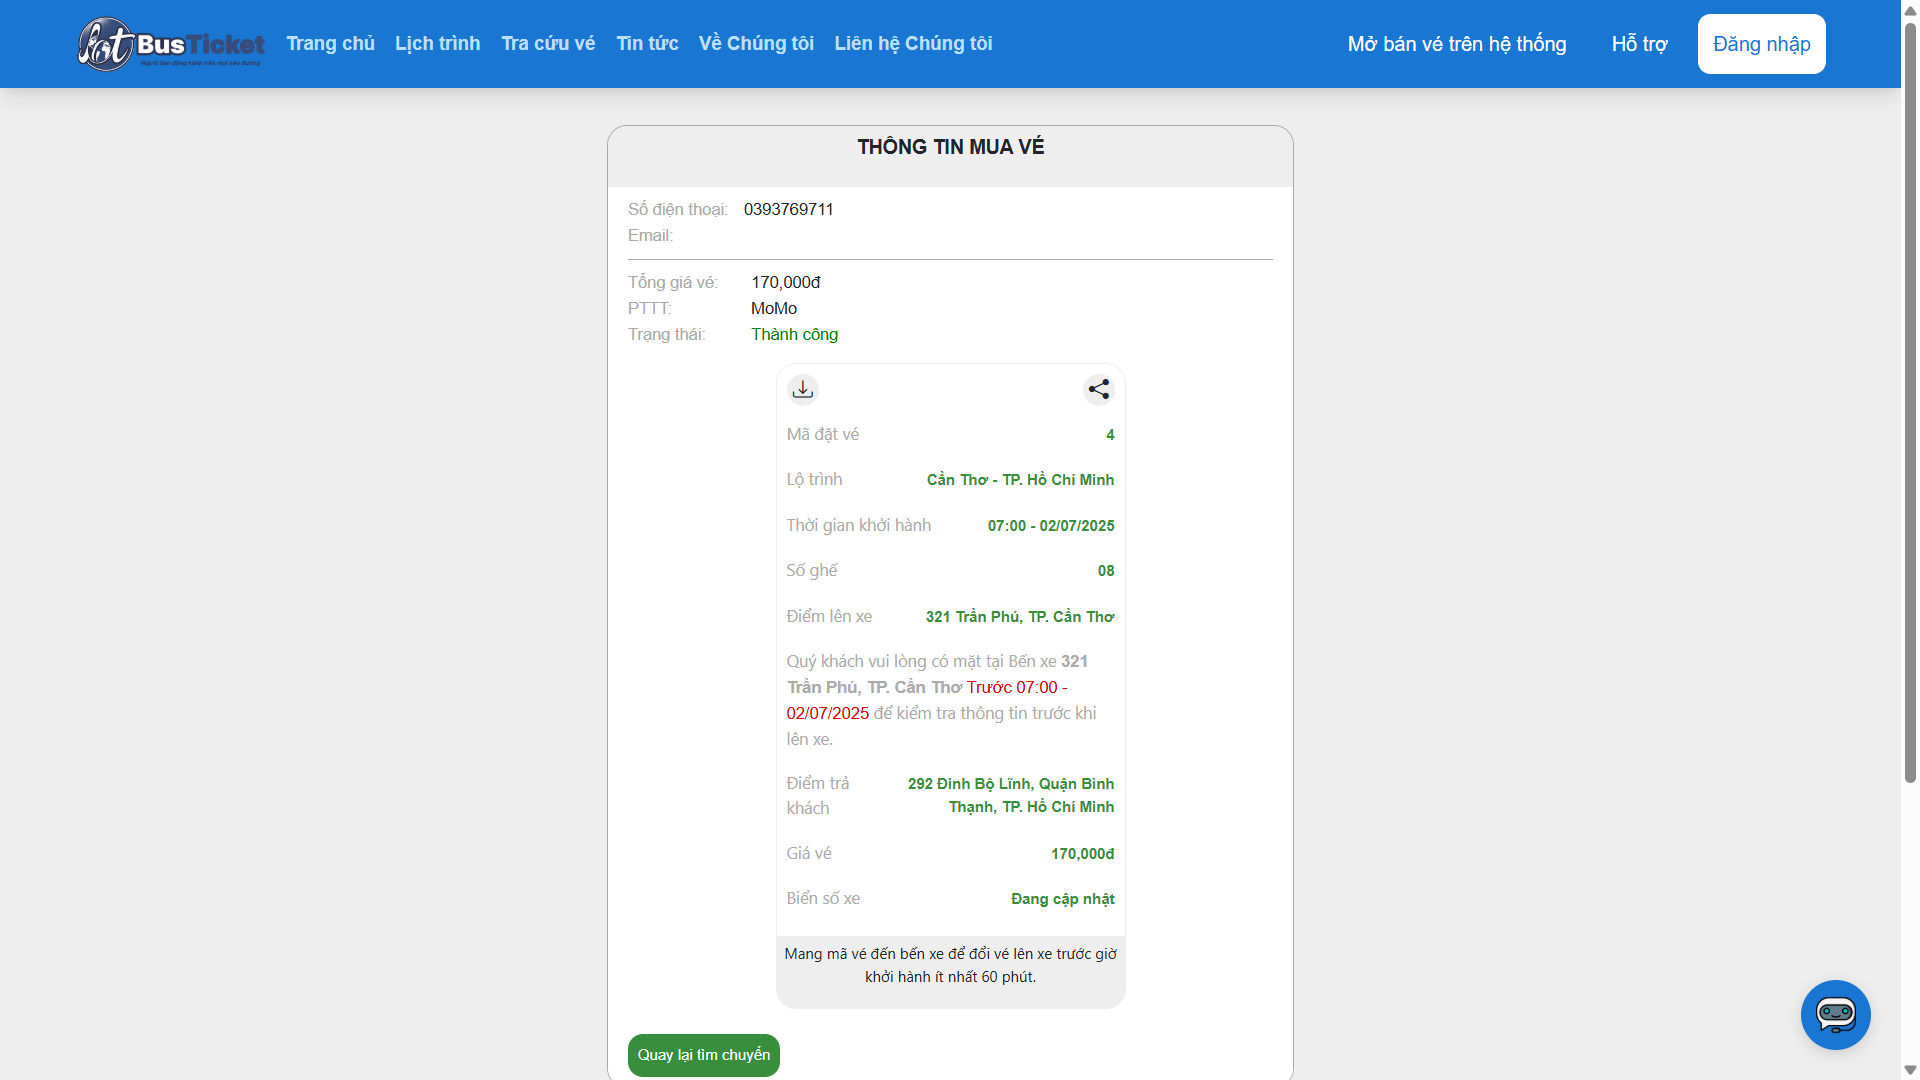 BusTicket
Người bạn đồng hành trên mọi nẻo đường
Trang chủ
Lịch trình
Tra cứu vé
Tin tức
Về Chúng tôi
Liên hệ Chúng tôi
Mở bán vé trên hệ thống
Hỗ trợ
Đăng nhập
THÔNG TIN MUA VÉ
Số điện thoại: 0393769711
Email:
Tổng giá vé: 170,000đ
PTTT: MoMo
Trạng thái: Thành công
Mã đặt vé 4
Lộ trình Cần Thơ - TP. Hồ Chí Minh
Thời gian khởi hành 07:00 - 02/07/2025
Số ghế 08
Điểm lên xe 321 Trần Phú, TP. Cần Thơ
Quý khách vui lòng có mặt tại Bến xe 321
Trần Phú, TP. Cần Thơ Trước 07:00 -
02/07/2025 để kiểm tra thông tin trước khi
lên xe.
Điểm trả
khách
292 Đinh Bộ Lĩnh, Quận Bình
Thạnh, TP. Hồ Chí Minh
Giá vé 170,000đ
Biển số xe Đang cập nhật
Mang mã vé đến bến xe để đổi vé lên xe trước giờ
khởi hành ít nhất 60 phút.
Quay lại tìm chuyến